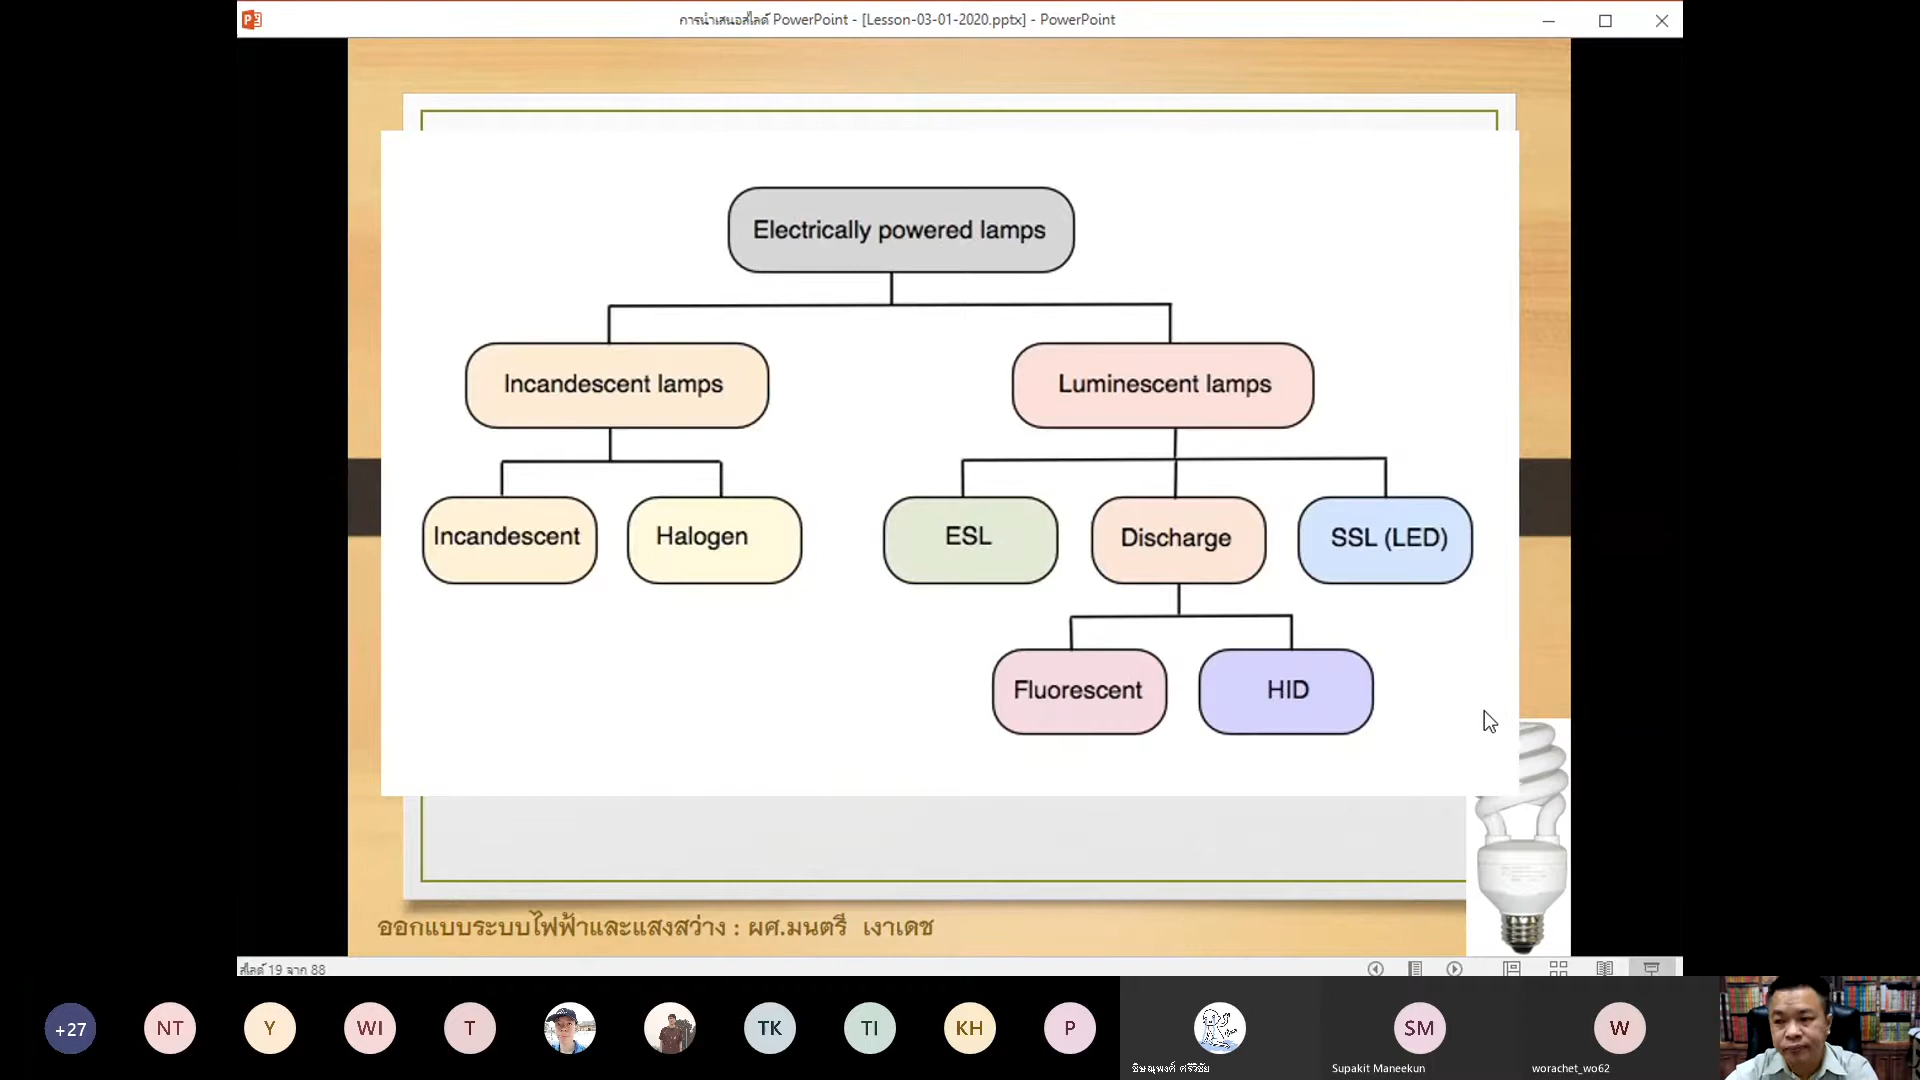 การนำเสนอสไลด์ PowerPoint - [Lesson-03-01-2020.pptx] - PowerPoint
Electrically powered lamps
Incandescent lamps
Luminescent lamps
Incandescent
Halogen
ESL
Discharge
SSL (LED)
Fluorescent
HID
ออกแบบระบบไฟฟ้าและแสงสว่าง : ผศ.มนตรี เงาเดช
สไลด์ 19 จาก 88
+27
NT
Y
WI
T
TK
TI
KH
P
SM
W
Supakit Maneekun
worachet_wo62